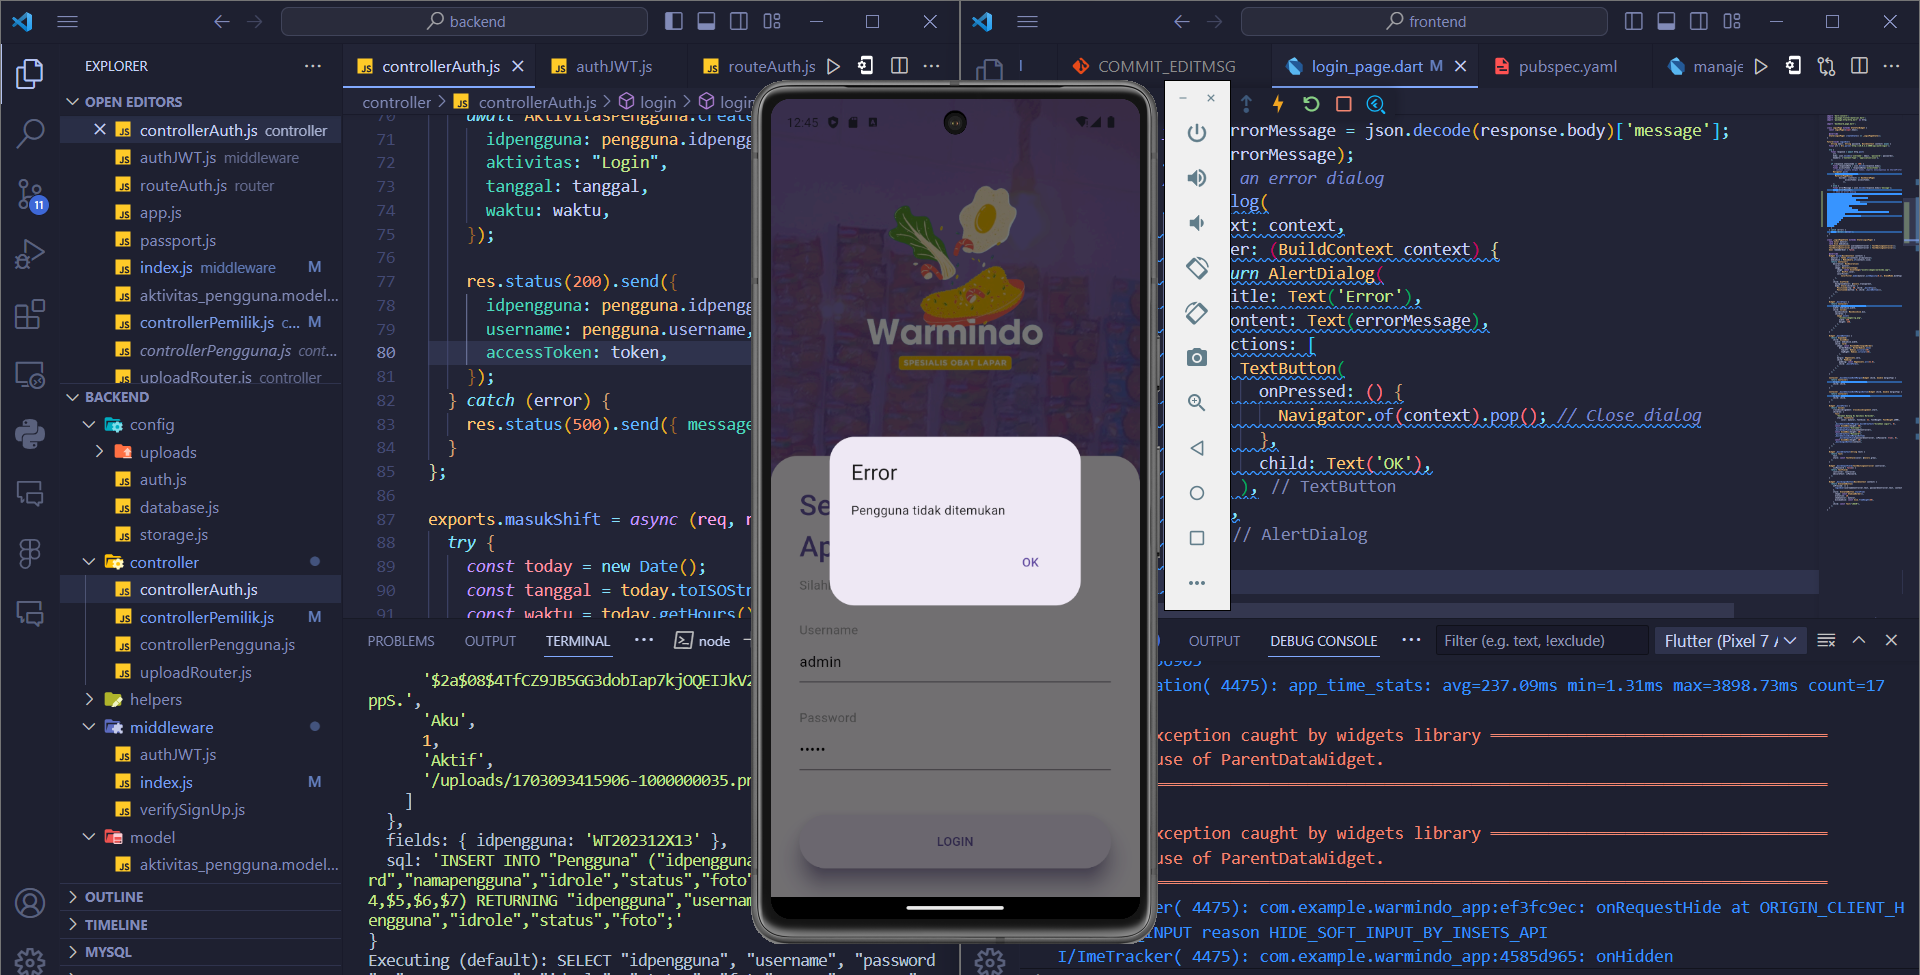 backend
EXPLORER
OPEN EDITORS
controllerAuth.js controller
authJWT.js middleware
routeAuth.js router
app.js
passport.js
index.js middleware M
aktivitas_pengguna.model...
controllerPemilik.js c... M
controllerPengguna.js cont...
uploadRouter.js controller
BACKEND
config
uploads
auth.js
database.js
storage.js
controller
controllerAuth.js
controllerPemilik.js M
controllerPengguna.js
uploadRouter.js
helpers
middleware
authJWT.js
index.js M
verifySignUp.js
model
aktivitas_pengguna.model...
OUTLINE
TIMELINE
MYSQL
11
controllerAuth.js
authJWT.js
routeAuth.js
controller > controllerAuth.js > login >
70 await AktivitasPengguna.create
71 idpengguna: pengguna.idpengg
72 aktivitas: "Login",
73 tanggal: tanggal,
74 waktu: waktu,
75 });
76
77 res.status(200).send({
78 idpengguna: pengguna.idpengg
79 username: pengguna.username,
80 accessToken: token,
81 });
82 } catch (error) {
83 res.status(500).send({ message
84 }
85 };
86
87 exports.masukShift = async (req, r
88 try {
89 const today = new Date();
90 const tanggal = today.toISOStr
91 const waktu = today.getHours()
PROBLEMS OUTPUT TERMINAL ... node
ppS.',
'Aku',
1,
'Aktif',
'/uploads/1703093415906-1000000035.pn
]
},
fields: { idpengguna: 'WT202312X13' },
sql: 'INSERT INTO "Pengguna" ("idpengguna
rd","namapengguna","idrole","status","foto"
4,$5,$6,$7) RETURNING "idpengguna","usernam
engguna","idrole","status","foto";'
}
Executing (default): SELECT "idpengguna", "username", "password
12:45
Warmindo
SPESIALIS OBAT LAPAR
Se
Ap
Silah
Error
Pengguna tidak ditemukan
OK
Username
admin
Password
•••••
LOGIN
frontend
COMMIT_EDITMSG
login_page.dart M
pubspec.yaml
manaje
errorMessage = json.decode(response.body)['message'];
rrorMessage);
an error dialog
log(
xt: context,
er: (BuildContext context) {
urn AlertDialog(
itle: Text('Error'),
ontent: Text(errorMessage),
ctions: [
TextButton(
onPressed: () {
Navigator.of(context).pop(); // Close dialog
},
child: Text('OK'),
), // TextButton
,
// AlertDialog
OUTPUT DEBUG CONSOLE ... Filter (e.g. text, !exclude) Flutter (Pixel 7
ation( 4475): app_time_stats: avg=237.09ms min=1.31ms max=3898.73ms count=17
xception caught by widgets library
use of ParentDataWidget.
xception caught by widgets library
use of ParentDataWidget.
er( 4475): com.example.warmindo_app:ef3fc9ec: onRequestHide at ORIGIN_CLIENT_H
INPUT reason HIDE_SOFT_INPUT_BY_INSETS_API
I/ImeTracker( 4475): com.example.warmindo_app:4585d965: onHidden